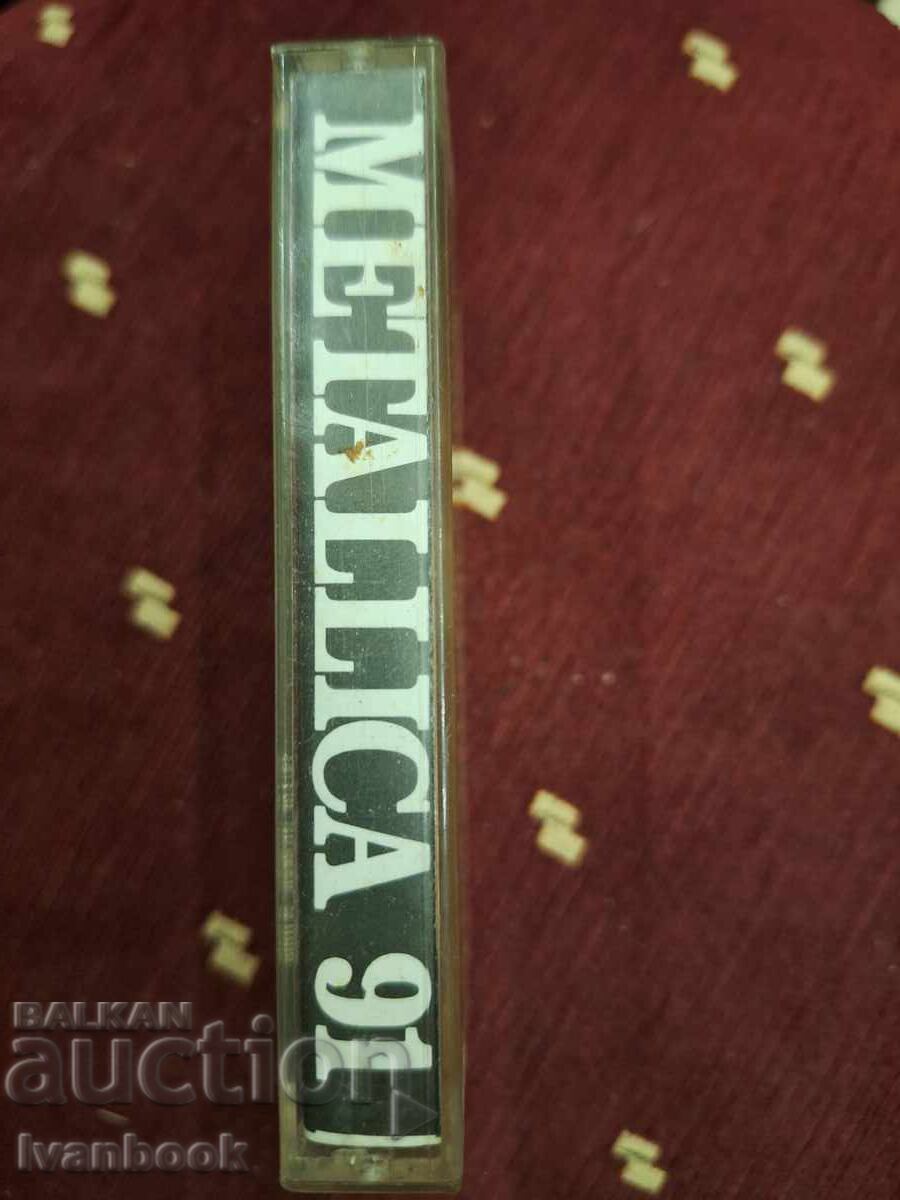 METALLICA 91
BALKAN
auction
Ivanbook